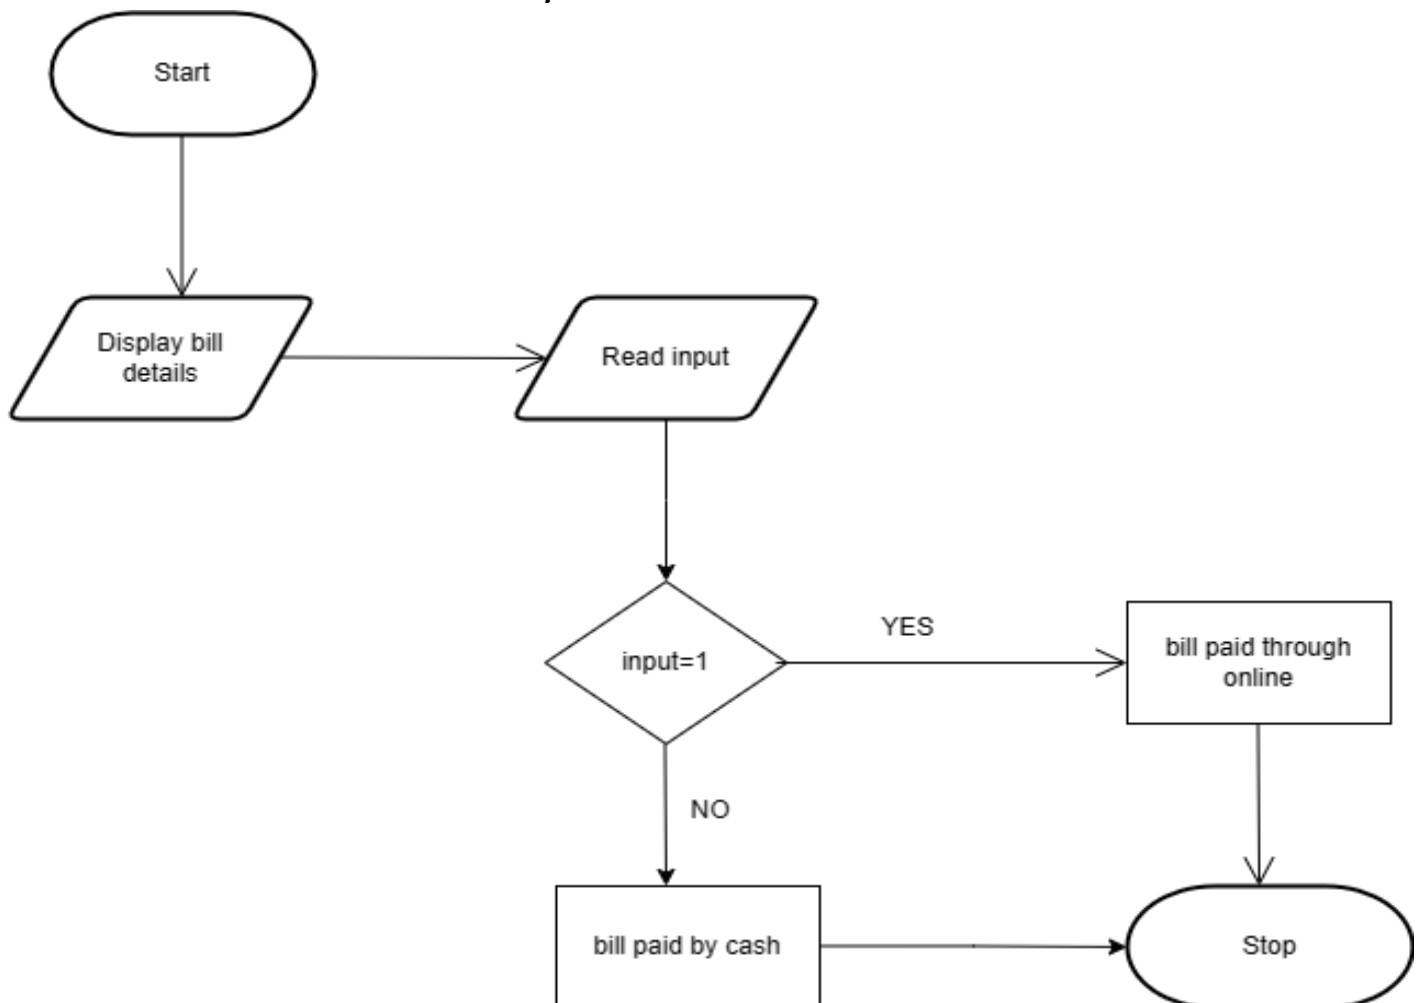 Start
Display bill
details
Read input
input=1
YES
bill paid through
online
NO
bill paid by cash
Stop